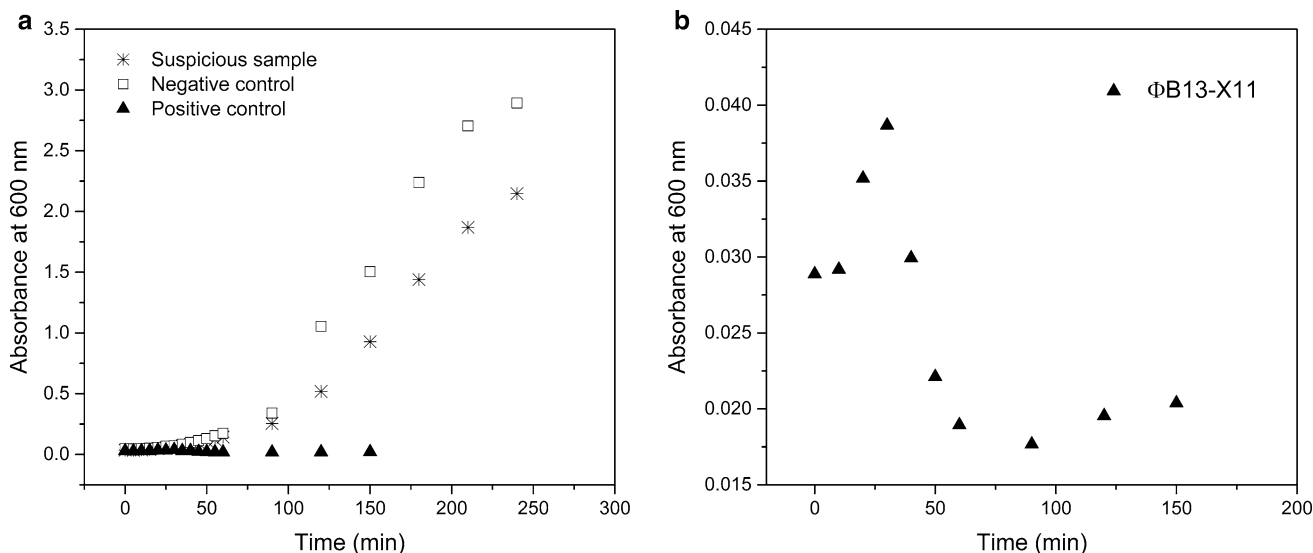 a
Suspicious sample
Negative control
Positive control
Absorbance at 600 nm
3.5
3.0
2.5
2.0
1.5
1.0
0.5
0.0
0
50
100
150
200
250
300
Time (min)
b
ΦB13-X11
Absorbance at 600 nm
0.045
0.040
0.035
0.030
0.025
0.020
0.015
0
50
100
150
200
Time (min)